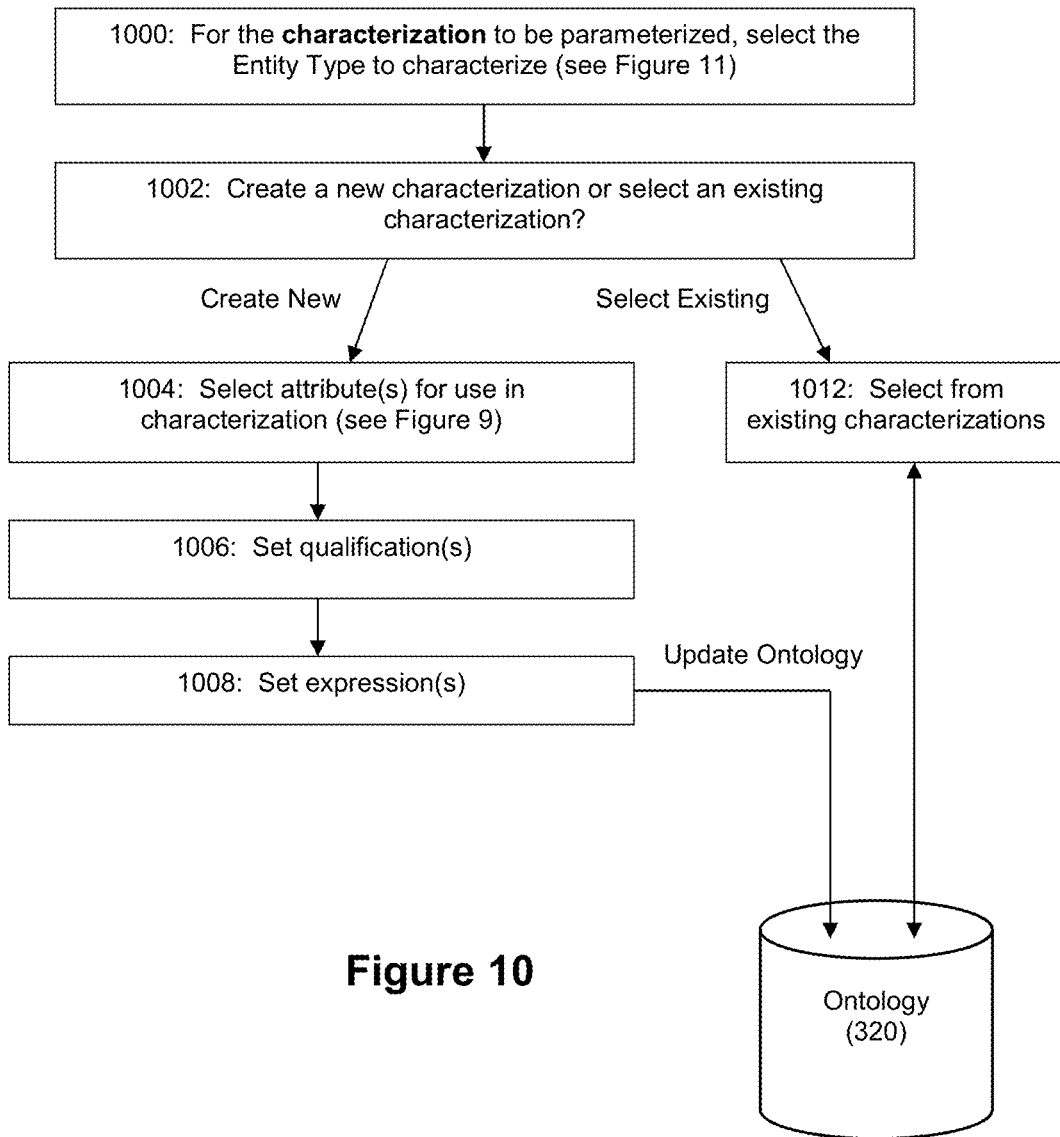 1000: For the characterization to be parameterized, select the
Entity Type to characterize (see Figure 11)
1002: Create a new characterization or select an existing
characterization?
Create New
Select Existing
1004: Select attribute(s) for use in
characterization (see Figure 9)
1012: Select from
existing characterizations
1006: Set qualification(s)
1008: Set expression(s)
Update Ontology
Figure 10
Ontology
(320)